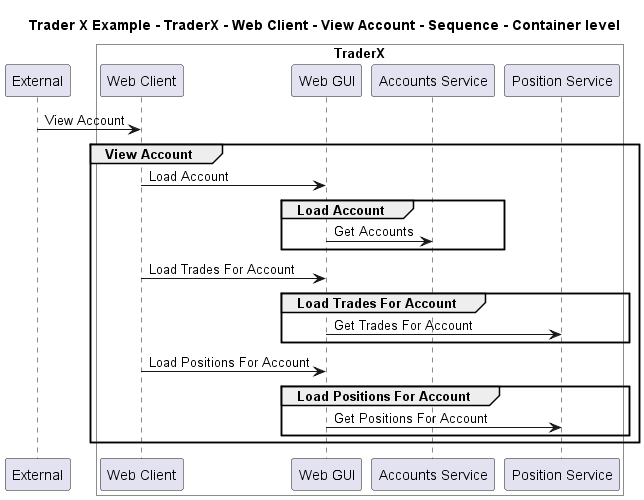 Trader X Example - TraderX - Web Client - View Account - Sequence - Container level
TraderX
External
Web Client
Web GUI
Accounts Service
Position Service
View Account
View Account
Load Account
Load Account
Get Accounts
Load Trades For Account
Load Trades For Account
Get Trades For Account
Load Positions For Account
Load Positions For Account
Get Positions For Account
External
Web Client
Web GUI
Accounts Service
Position Service